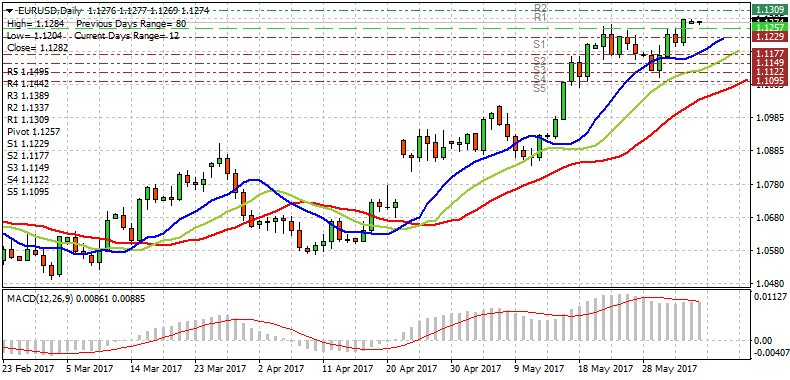 EURUSD,Daily 1.1276 1.1277 1.1269 1.1274
High= 1.1284 Previous Days Range= 80
Low= 1.1204 Current Days Range= 12
Close= 1.1282
R5 1.1495
R4 1.1442
R3 1.1389
R2 1.1337
R1 1.1309
Pivot 1.1257
S1 1.1229
S2 1.1177
S3 1.1149
S4 1.1122
S5 1.1095
R2
R1
S1
S2
S3
S4
S5
1.1309
1.1274
1.1257
1.1229
1.1177
1.1149
1.1122
1.1095
1.0985
1.0885
1.0780
1.0680
1.0580
1.0480
MACD(12,26,9) 0.00861 0.00885
0.01127
0.00
-0.00407
23 Feb 2017 5 Mar 2017 14 Mar 2017 23 Mar 2017 2 Apr 2017 11 Apr 2017 20 Apr 2017 30 Apr 2017 9 May 2017 18 May 2017 28 May 2017